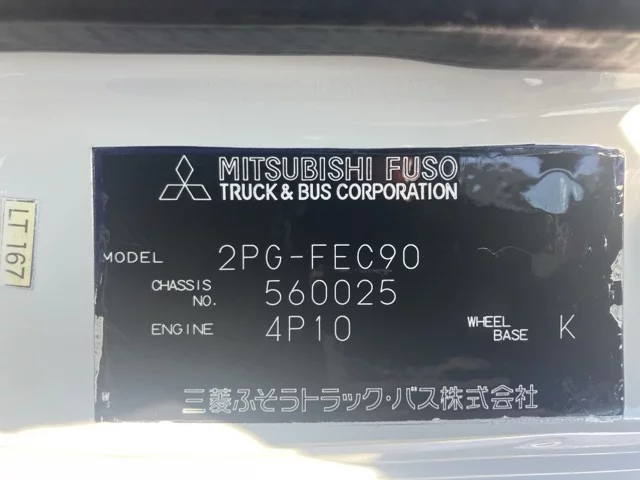 MITSUBISHI FUSO
TRUCK & BUS CORPORATION
LT 167
MODEL 2PG-FEC90
CHASSIS NO. 560025
ENGINE 4P10 WHEEL BASE K
三菱ふそうトラック・バス株式会社